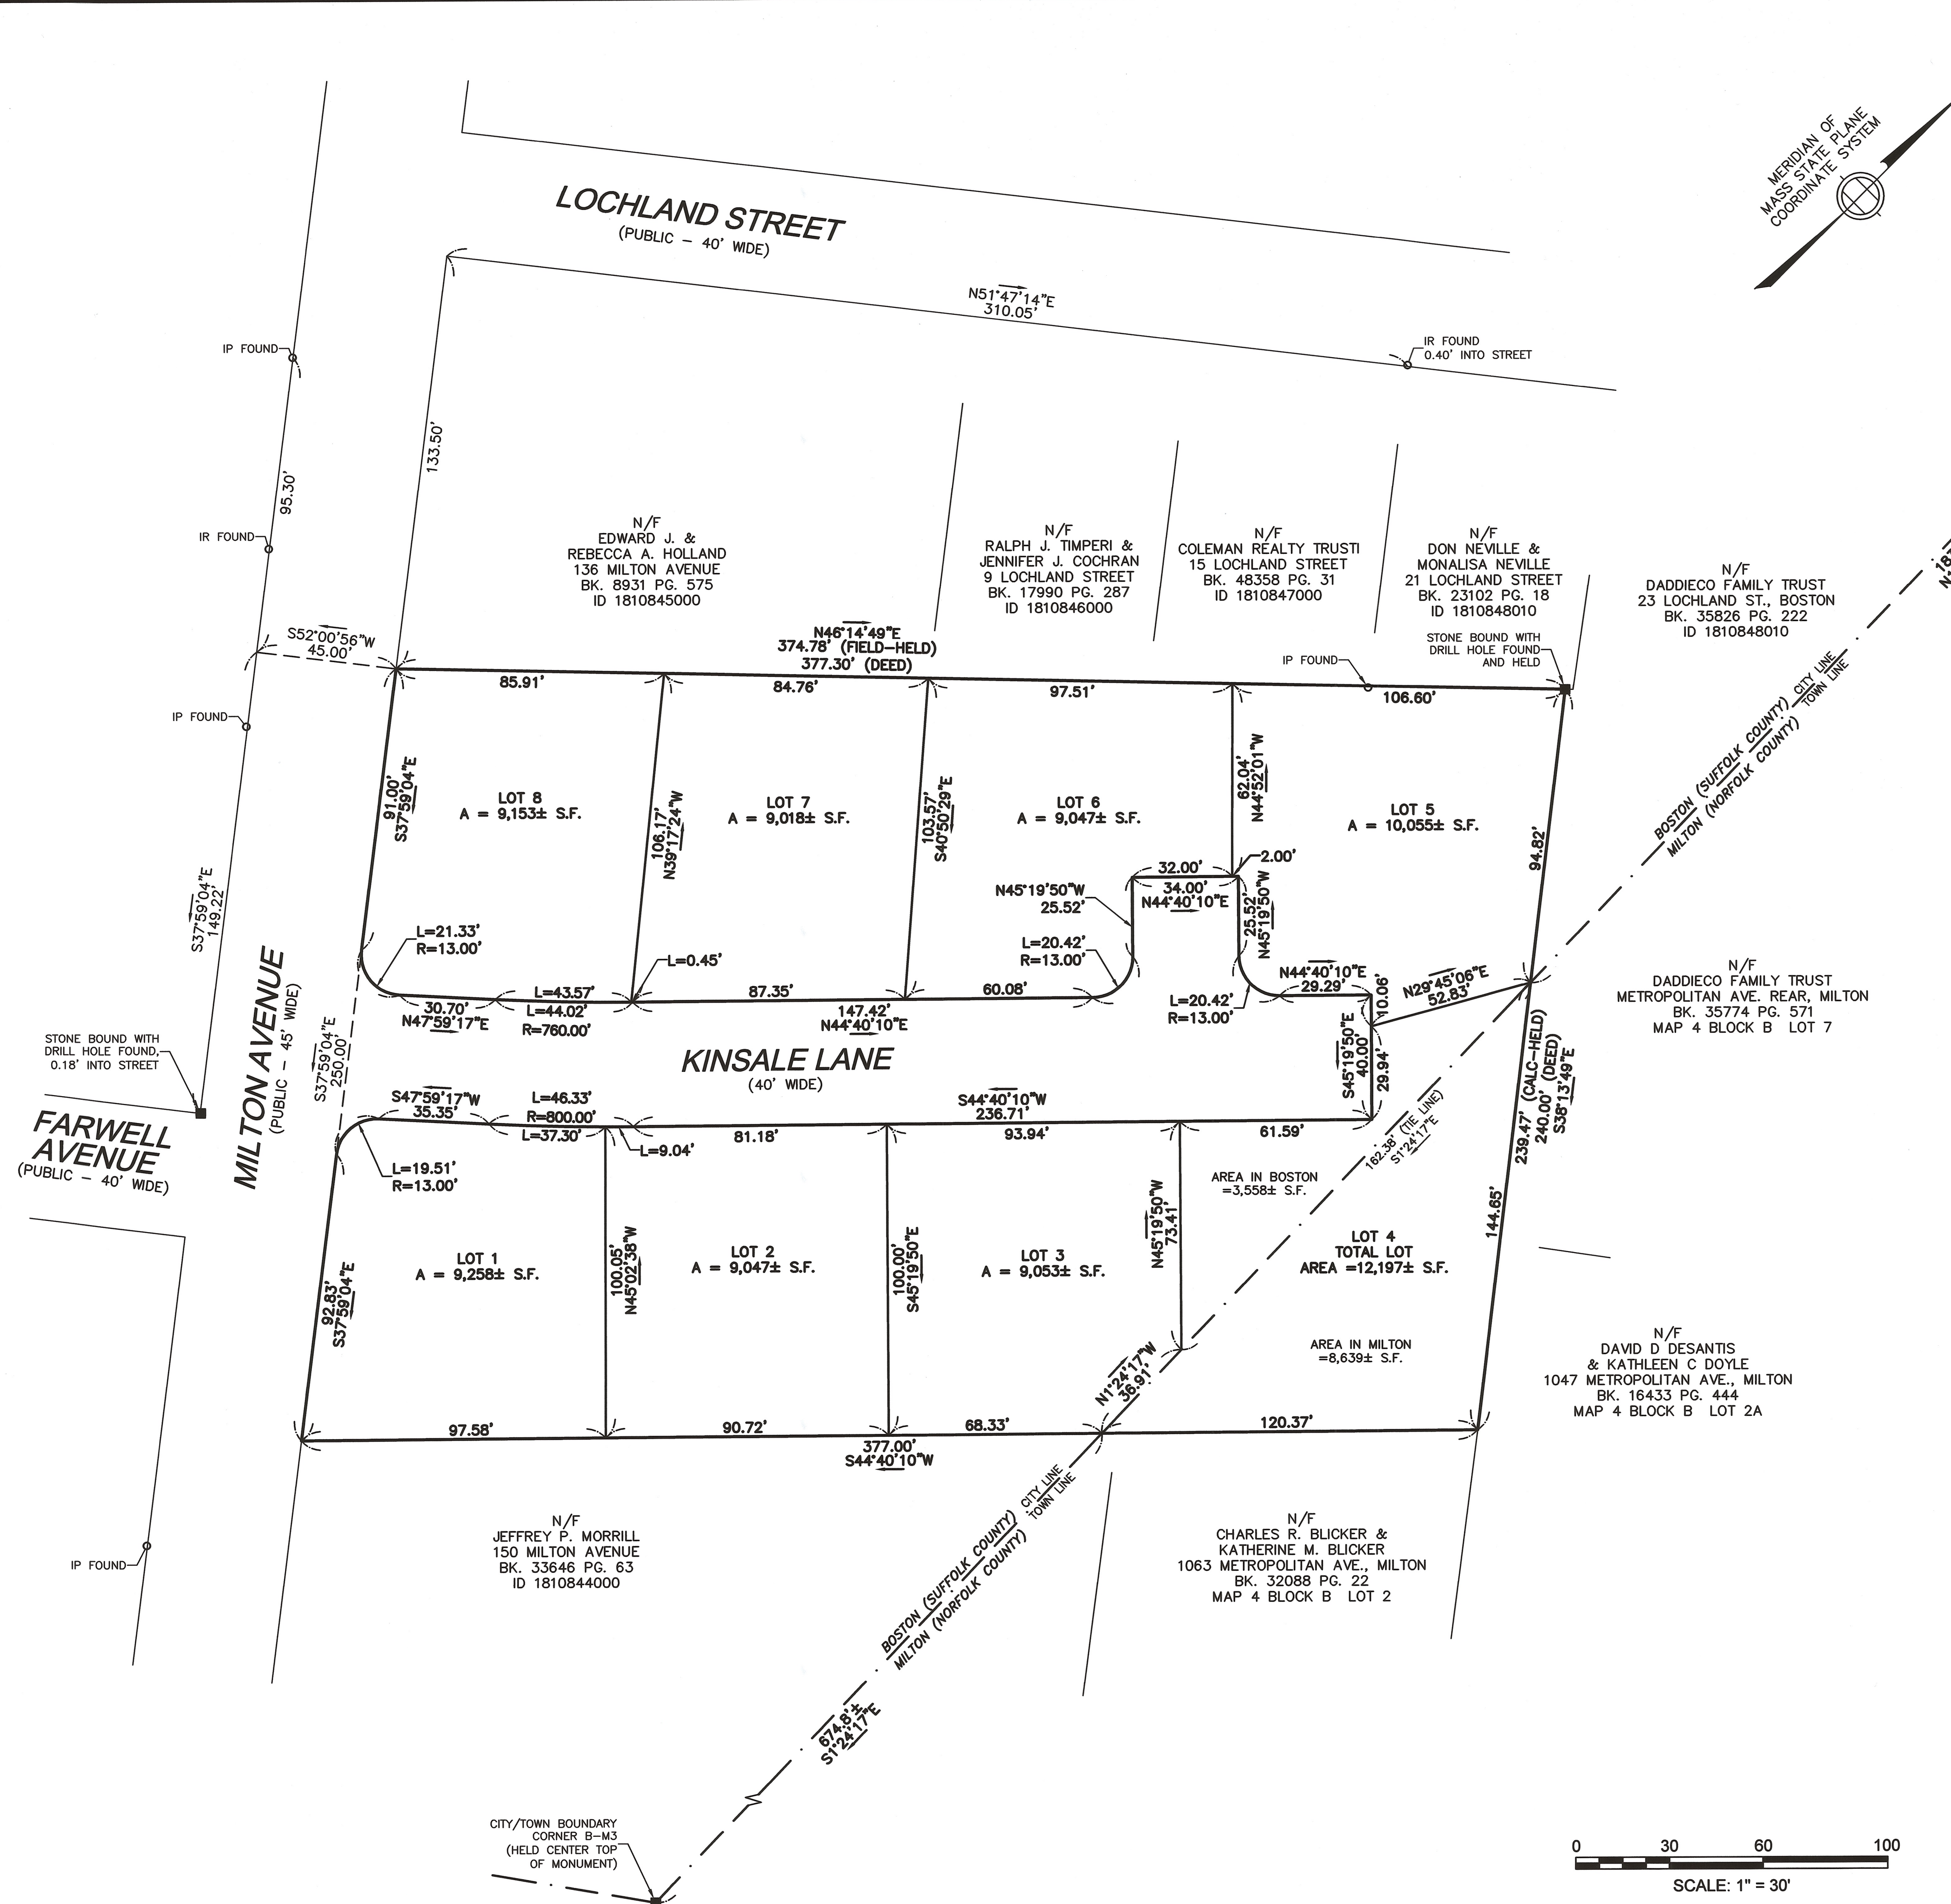 LOCHLAND STREET
(PUBLIC - 40' WIDE)
MERIDIAN OF
MASS STATE PLANE
COORDINATE SYSTEM
N51°47'14"E
310.05'
IP FOUND
IR FOUND
0.40' INTO STREET
133.50'
95.30'
IR FOUND
N/F
EDWARD J. &
REBECCA A. HOLLAND
136 MILTON AVENUE
BK. 8931 PG. 575
ID 1810845000
N/F
RALPH J. TIMPERI &
JENNIFER J. COCHRAN
9 LOCHLAND STREET
BK. 17990 PG. 287
ID 1810846000
N/F
COLEMAN REALTY TRUSTI
15 LOCHLAND STREET
BK. 48358 PG. 31
ID 1810847000
N/F
DON NEVILLE &
MONALISA NEVILLE
21 LOCHLAND STREET
BK. 23102 PG. 18
ID 1810848010
N/F
DADDIECO FAMILY TRUST
23 LOCHLAND ST., BOSTON
BK. 35826 PG. 222
ID 1810848010
STONE BOUND WITH
DRILL HOLE FOUND
AND HELD
IP FOUND
S52°00'56"W
45.00'
N46°14'49"E
374.78' (FIELD-HELD)
377.30' (DEED)
85.91'
84.76'
97.51'
106.60'
IP FOUND
CITY LINE
TOWN LINE
BOSTON (SUFFOLK COUNTY)
MILTON (NORFOLK COUNTY)
91.00'
S37°59'04"E
LOT 8
A = 9,153± S.F.
106.17'
N39°17'24"W
LOT 7
A = 9,018± S.F.
103.57'
S40°50'29"E
LOT 6
A = 9,047± S.F.
62.04'
N44°52'01"W
LOT 5
A = 10,055± S.F.
94.82'
S37°59'04"E
149.22'
L=21.33'
R=13.00'
L=0.45'
N45°19'50"W
25.52'
32.00'
34.00'
N44°40'10"E
2.00'
25.52'
N45°19'50"W
L=20.42'
R=13.00'
L=20.42'
R=13.00'
N44°40'10"E
29.29'
10.06'
N29°45'06"E
52.83'
30.70'
N47°59'17"E
L=43.57'
L=44.02'
R=760.00'
87.35'
147.42'
N44°40'10"E
60.08'
N/F
DADDIECO FAMILY TRUST
METROPOLITAN AVE. REAR, MILTON
BK. 35774 PG. 571
MAP 4 BLOCK B LOT 7
STONE BOUND WITH
DRILL HOLE FOUND,
0.18' INTO STREET
MILTON AVENUE
(PUBLIC - 45' WIDE)
S37°59'04"E
250.00'
KINSALE LANE
(40' WIDE)
S45°19'50"E
40.00'
29.94'
239.47' (CALC-HELD)
240.00' (DEED)
S38°13'49"E
FARWELL
AVENUE
(PUBLIC - 40' WIDE)
S47°59'17"W
35.35'
L=46.33'
R=800.00'
L=37.30'
L=9.04'
S44°40'10"W
236.71'
81.18'
93.94'
61.59'
162.38' (TIE LINE)
S1°24'17"E
L=19.51'
R=13.00'
AREA IN BOSTON
=3,558± S.F.
144.65'
92.83'
S37°59'04"E
LOT 1
A = 9,258± S.F.
100.05'
N45°02'38"W
LOT 2
A = 9,047± S.F.
100.00'
S45°19'50"E
LOT 3
A = 9,053± S.F.
N45°19'50"W
73.41'
LOT 4
TOTAL LOT
AREA =12,197± S.F.
AREA IN MILTON
=8,639± S.F.
N1°24'17"W
36.91'
97.58'
90.72'
68.33'
120.37'
377.00'
S44°40'10"W
N/F
DAVID D DESANTIS
& KATHLEEN C DOYLE
1047 METROPOLITAN AVE., MILTON
BK. 16433 PG. 444
MAP 4 BLOCK B LOT 2A
CITY LINE
TOWN LINE
BOSTON (SUFFOLK COUNTY)
MILTON (NORFOLK COUNTY)
IP FOUND
N/F
JEFFREY P. MORRILL
150 MILTON AVENUE
BK. 33646 PG. 63
ID 1810844000
N/F
CHARLES R. BLICKER &
KATHERINE M. BLICKER
1063 METROPOLITAN AVE., MILTON
BK. 32088 PG. 22
MAP 4 BLOCK B LOT 2
674.8'±
S1°24'17"E
CITY/TOWN BOUNDARY
CORNER B-M3
(HELD CENTER TOP
OF MONUMENT)
0 30 60 100
SCALE: 1" = 30'